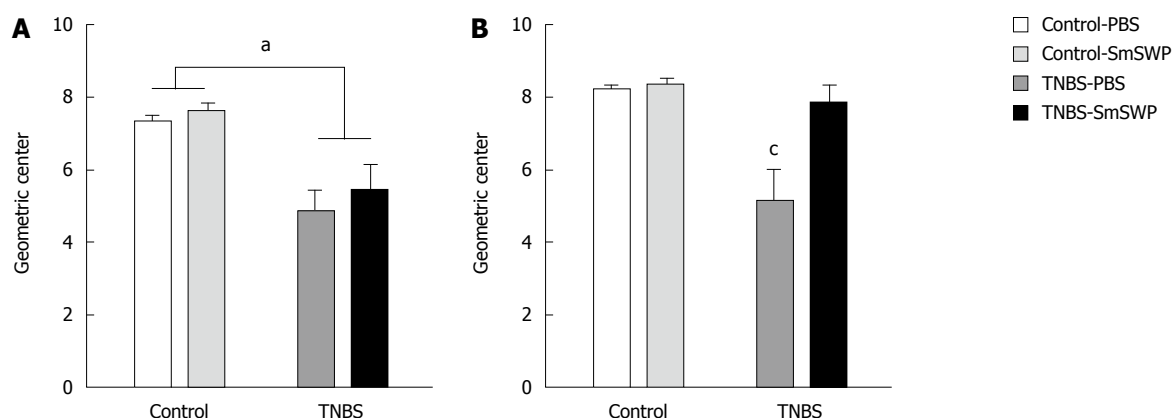 A
10
8
6
4
2
0
Geometric center
a
Control
TNBS
B
10
8
6
4
2
0
Geometric center
c
Control
TNBS
Control-PBS
Control-SmSWP
TNBS-PBS
TNBS-SmSWP